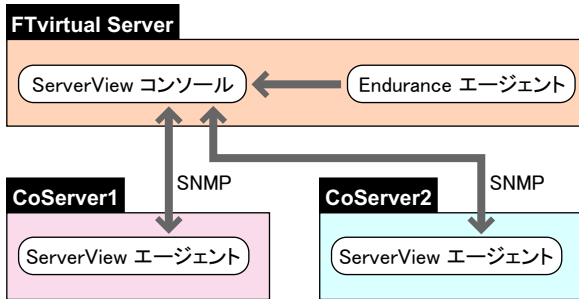 FTvirtual Server
ServerView コンソール
Endurance エージェント
SNMP
SNMP
CoServer1
CoServer2
ServerView エージェント
ServerView エージェント